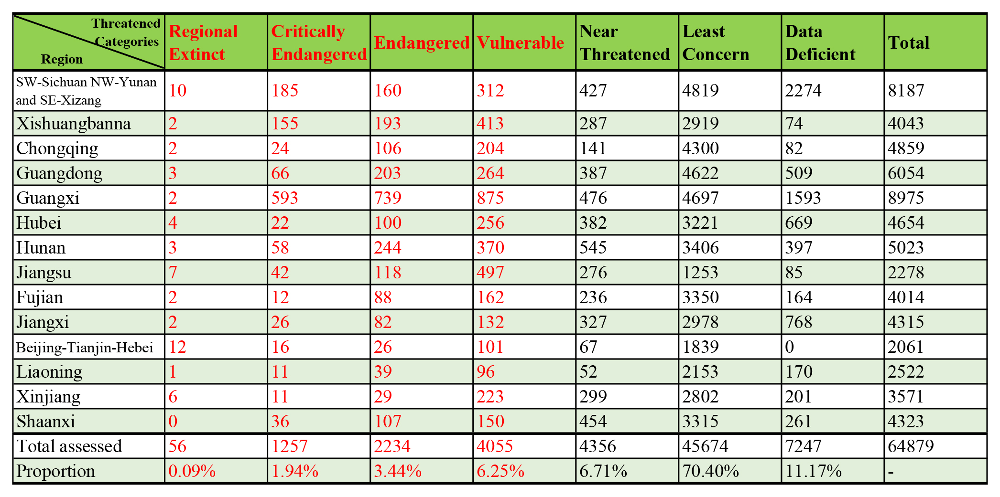 Threatened
Categories
Region
Regional
Extinct
Critically
Endangered
Endangered
Vulnerable
Near
Threatened
Least
Concern
Data
Deficient
Total
SW-Sichuan NW-Yunan
and SE-Xizang
10 185 160 312 427 4819 2274 8187
Xishuangbanna 2 155 193 413 287 2919 74 4043
Chongqing 2 24 106 204 141 4300 82 4859
Guangdong 3 66 203 264 387 4622 509 6054
Guangxi 2 593 739 875 476 4697 1593 8975
Hubei 4 22 100 256 382 3221 669 4654
Hunan 3 58 244 370 545 3406 397 5023
Jiangsu 7 42 118 497 276 1253 85 2278
Fujian 2 12 88 162 236 3350 164 4014
Jiangxi 2 26 82 132 327 2978 768 4315
Beijing-Tianjin-Hebei 12 16 26 101 67 1839 0 2061
Liaoning 1 11 39 96 52 2153 170 2522
Xinjiang 6 11 29 223 299 2802 201 3571
Shaanxi 0 36 107 150 454 3315 261 4323
Total assessed 56 1257 2234 4055 4356 45674 7247 64879
Proportion 0.09% 1.94% 3.44% 6.25% 6.71% 70.40% 11.17% -